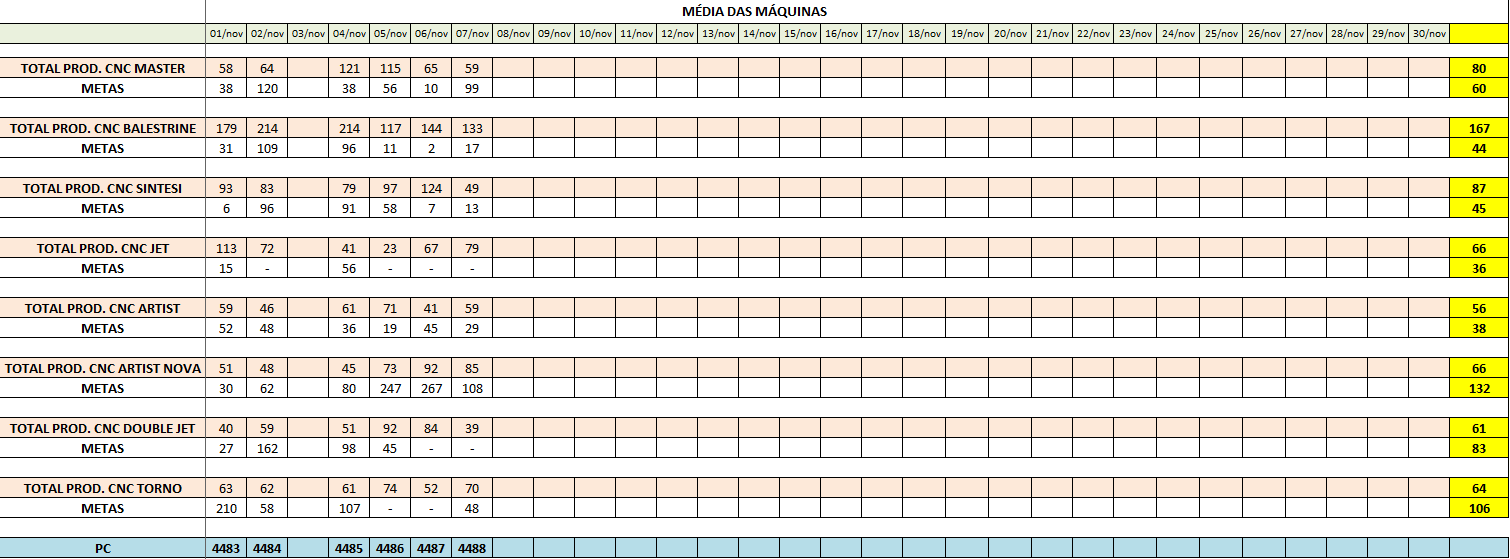 MÉDIA DAS MÁQUINAS
01/nov 02/nov 03/nov 04/nov 05/nov 06/nov 07/nov 08/nov 09/nov 10/nov 11/nov 12/nov 13/nov 14/nov 15/nov 16/nov 17/nov 18/nov 19/nov 20/nov 21/nov 22/nov 23/nov 24/nov 25/nov 26/nov 27/nov 28/nov 29/nov 30/nov
TOTAL PROD. CNC MASTER 58 64 121 115 65 59 80
METAS 38 120 38 56 10 99 60
TOTAL PROD. CNC BALESTRINE 179 214 214 117 144 133 167
METAS 31 109 96 11 2 17 44
TOTAL PROD. CNC SINTESI 93 83 79 97 124 49 87
METAS 6 96 91 58 7 13 45
TOTAL PROD. CNC JET 113 72 41 23 67 79 66
METAS 15 - 56 - - - 36
TOTAL PROD. CNC ARTIST 59 46 61 71 41 59 56
METAS 52 48 36 19 45 29 38
TOTAL PROD. CNC ARTIST NOVA 51 48 45 73 92 85 66
METAS 30 62 80 247 267 108 132
TOTAL PROD. CNC DOUBLE JET 40 59 51 92 84 39 61
METAS 27 162 98 45 - - 83
TOTAL PROD. CNC TORNO 63 62 61 74 52 70 64
METAS 210 58 107 - - 48 106
PC 4483 4484 4485 4486 4487 4488